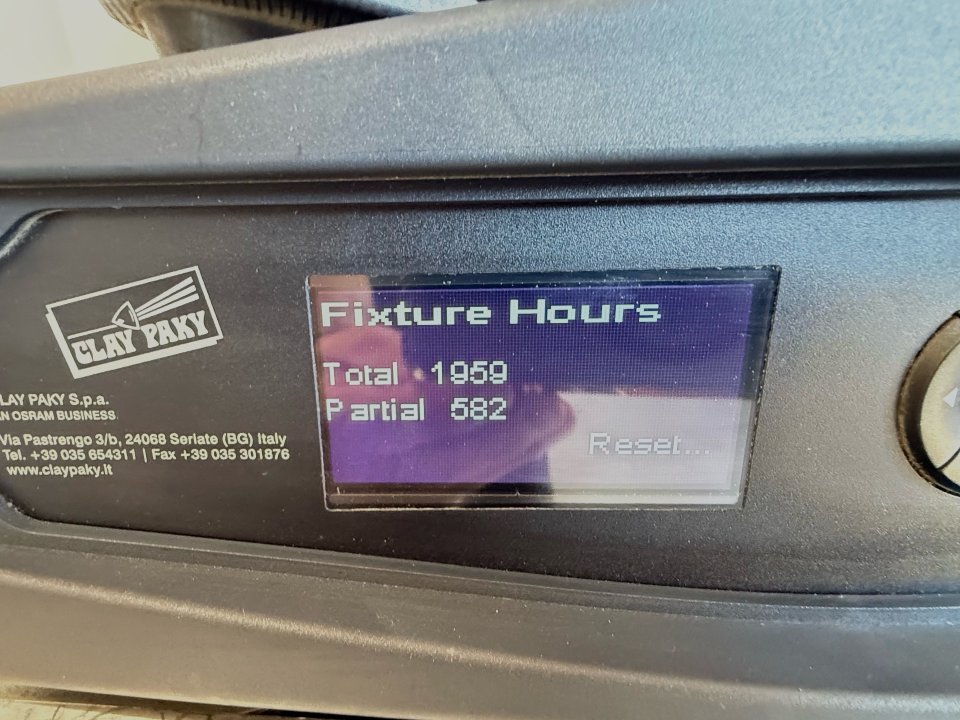 CLAY PAKY
LAY PAKY S.p.a.
AN OSRAM BUSINESS
Via Pastrengo 3/b, 24068 Seriate (BG) Italy
Tel. +39 035 654311 | Fax +39 035 301876
www.claypaky.it
Fixture Hours
Total 1959
Partial 582
Reset...